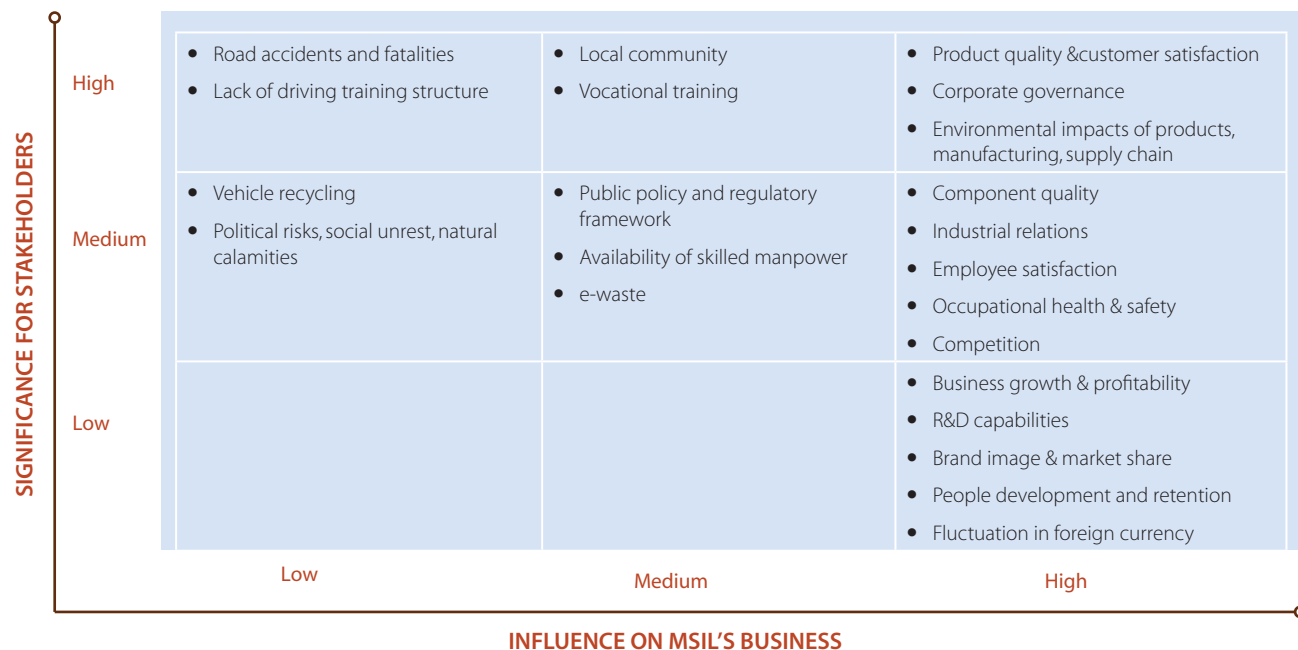 SIGNIFICANCE FOR STAKEHOLDERS
High
• Road accidents and fatalities
• Lack of driving training structure
• Local community
• Vocational training
• Product quality &customer satisfaction
• Corporate governance
• Environmental impacts of products,
manufacturing, supply chain
Medium
• Vehicle recycling
• Political risks, social unrest, natural
calamities
• Public policy and regulatory
framework
• Availability of skilled manpower
• e-waste
• Component quality
• Industrial relations
• Employee satisfaction
• Occupational health & safety
• Competition
Low
• Business growth & profitability
• R&D capabilities
• Brand image & market share
• People development and retention
• Fluctuation in foreign currency
Low
Medium
High
INFLUENCE ON MSIL'S BUSINESS